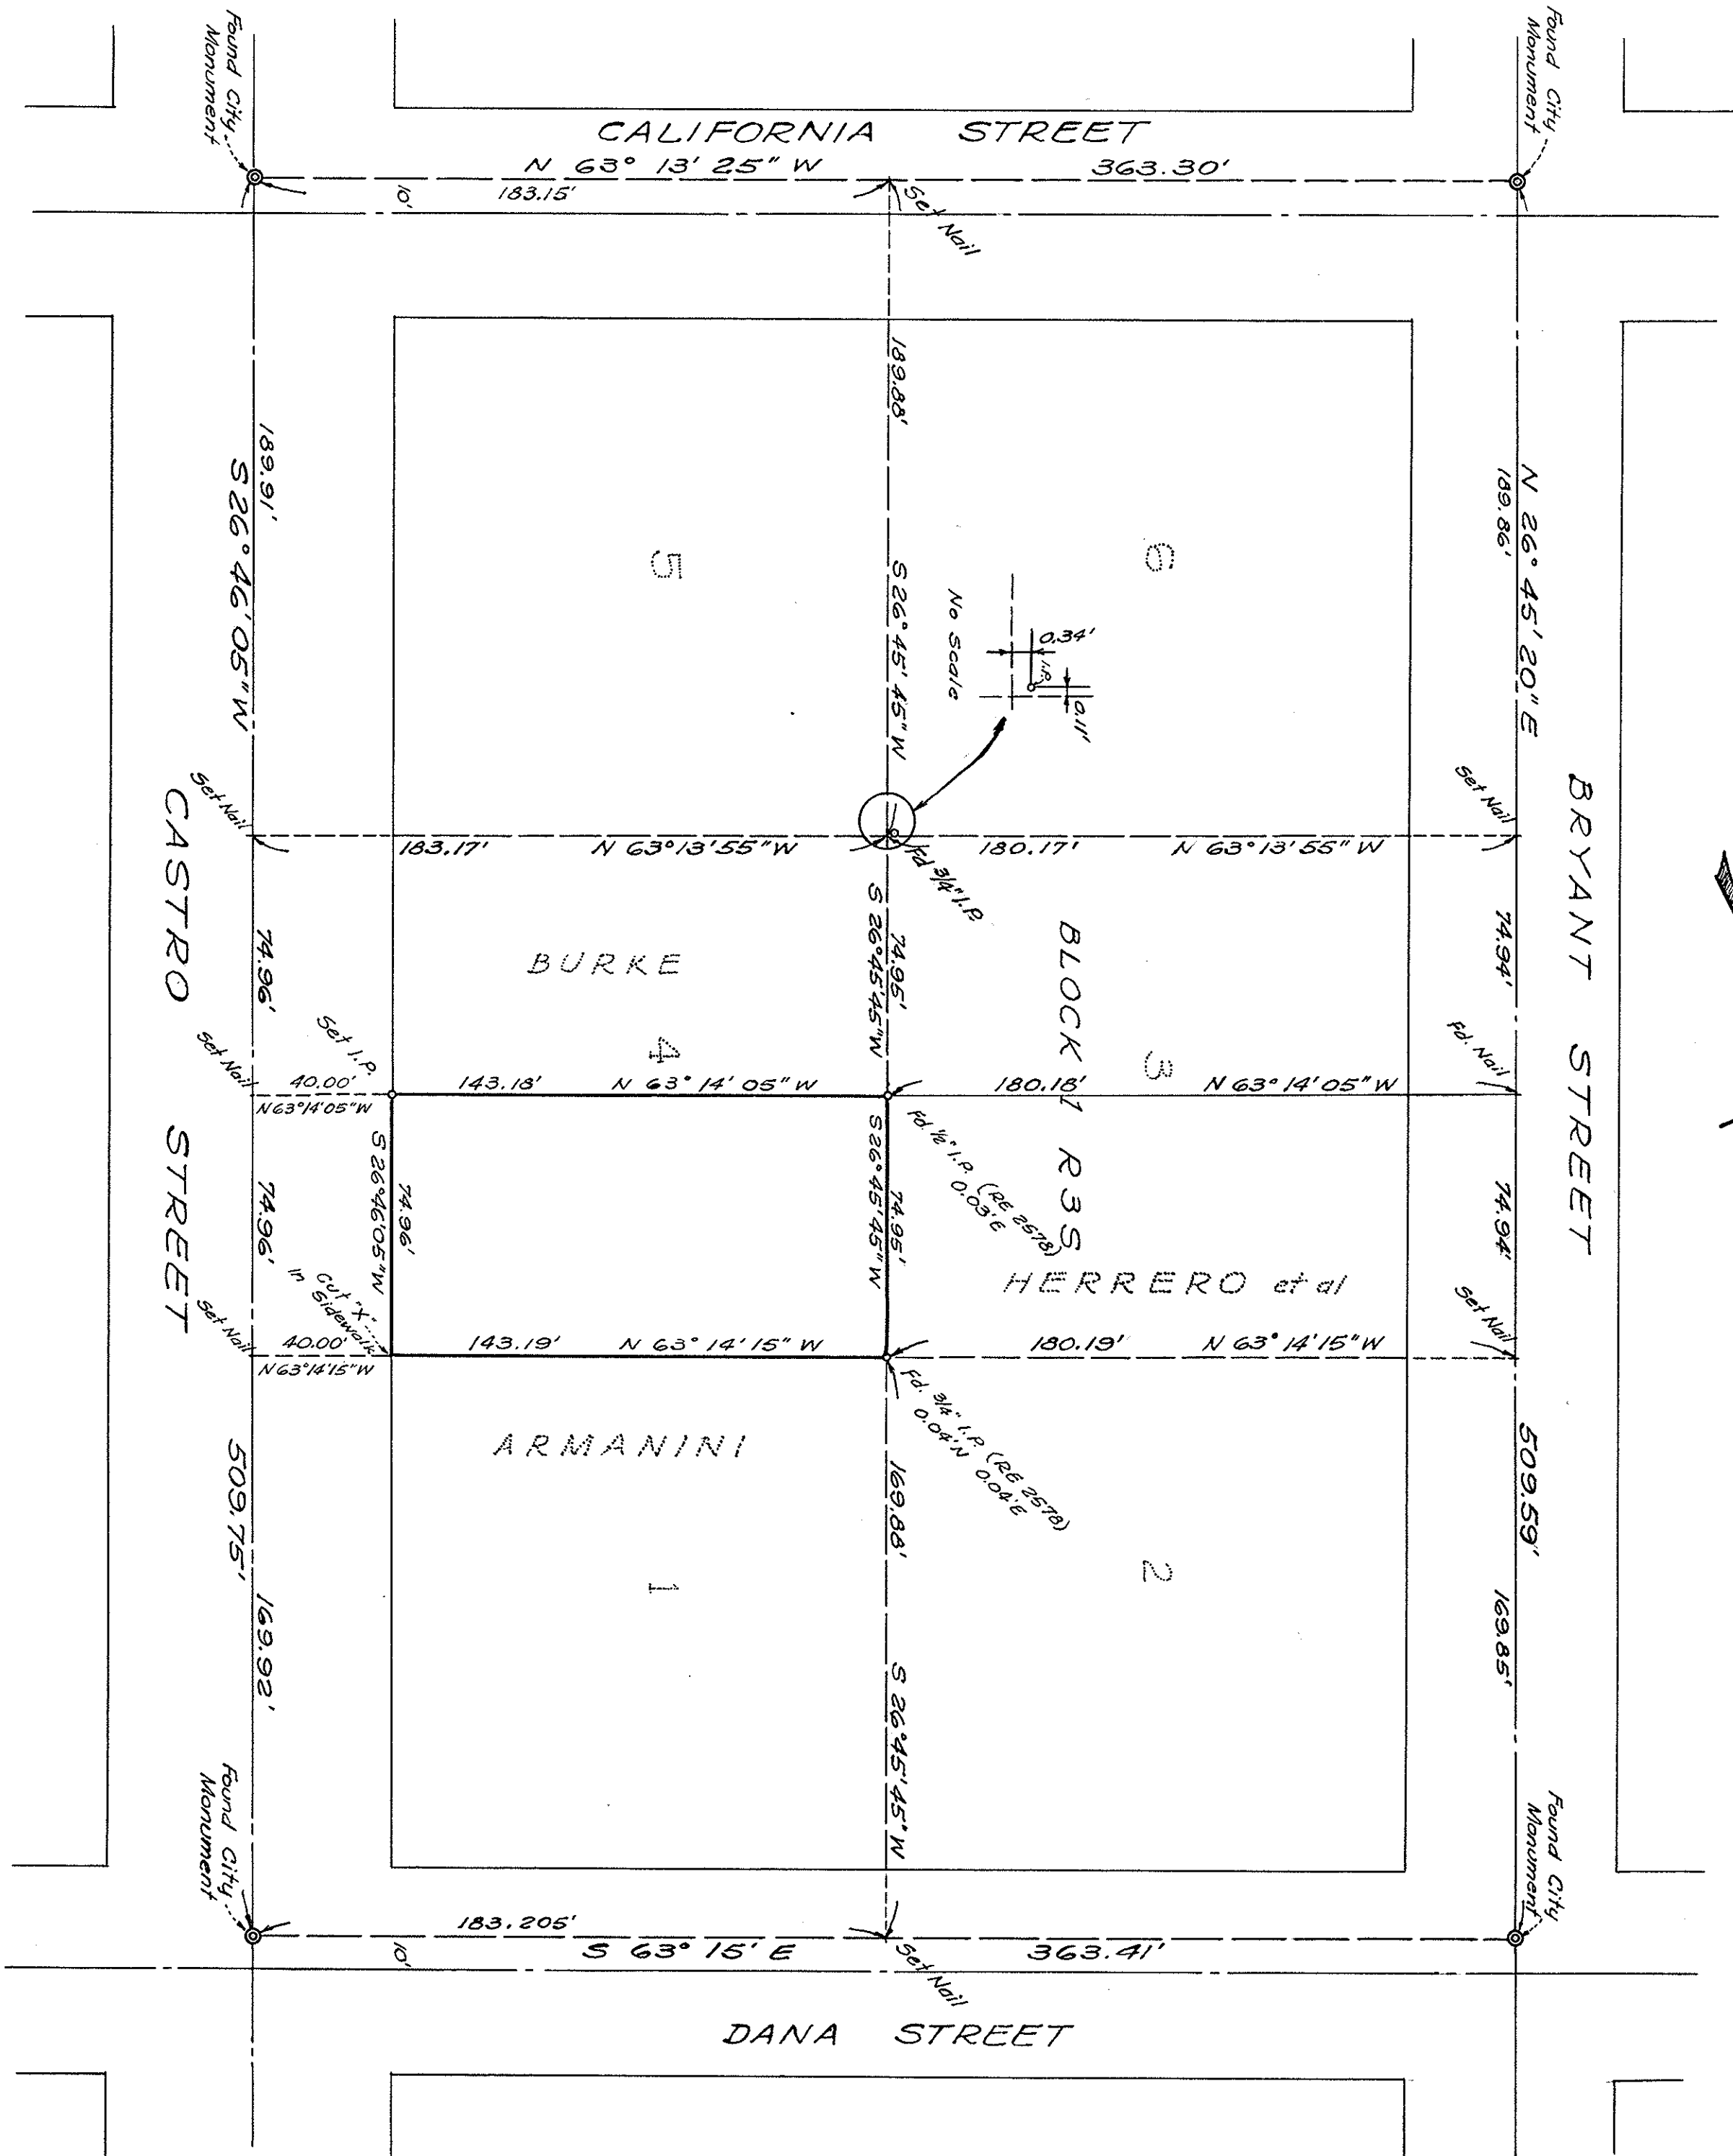 Found City
Monument
Found City
Monument
CALIFORNIA STREET
N 63° 13' 25" W 363.30'
183.15'
10'
Set Nail
189.88'
S 26° 45' 45" W
189.91'
S 26° 46' 05" W
N 26° 45' 20" E
189.86'
5
6
No Scale
0.34'
I.P.
0.11'
Set Nail
Set Nail
183.17' N 63° 13' 55" W
180.17' N 63° 13' 55" W
Fd 3/4" I.P.
CASTRO STREET
BRYANT STREET
74.96'
S 26° 45' 45" W
74.95'
74.94'
BURKE
BLOCK 1 R3S
4
3
Set I.P.
Set Nail
Fd. Nail
40.00'
N 63° 14' 05" W
143.18' N 63° 14' 05" W
180.18' N 63° 14' 05" W
Fd. 1/2" I.P. (RE 2578)
0.03' E
74.96'
S 26° 46' 05" W
74.96'
S 26° 45' 45" W
74.95'
74.94'
HERRERO et al
Cut "X"
In Sidewalk
Set Nail
Set Nail
40.00'
N 63° 14' 15" W
143.19' N 63° 14' 15" W
180.19' N 63° 14' 15" W
Fd. 3/4" I.P. (RE 2578)
0.04' N 0.04' E
ARMANINI
1
2
509.75'
169.92'
169.88'
S 26° 45' 45" W
509.59'
169.85'
Found City
Monument
Found City
Monument
183.205'
S 63° 15' E 363.41'
10'
Set Nail
DANA STREET